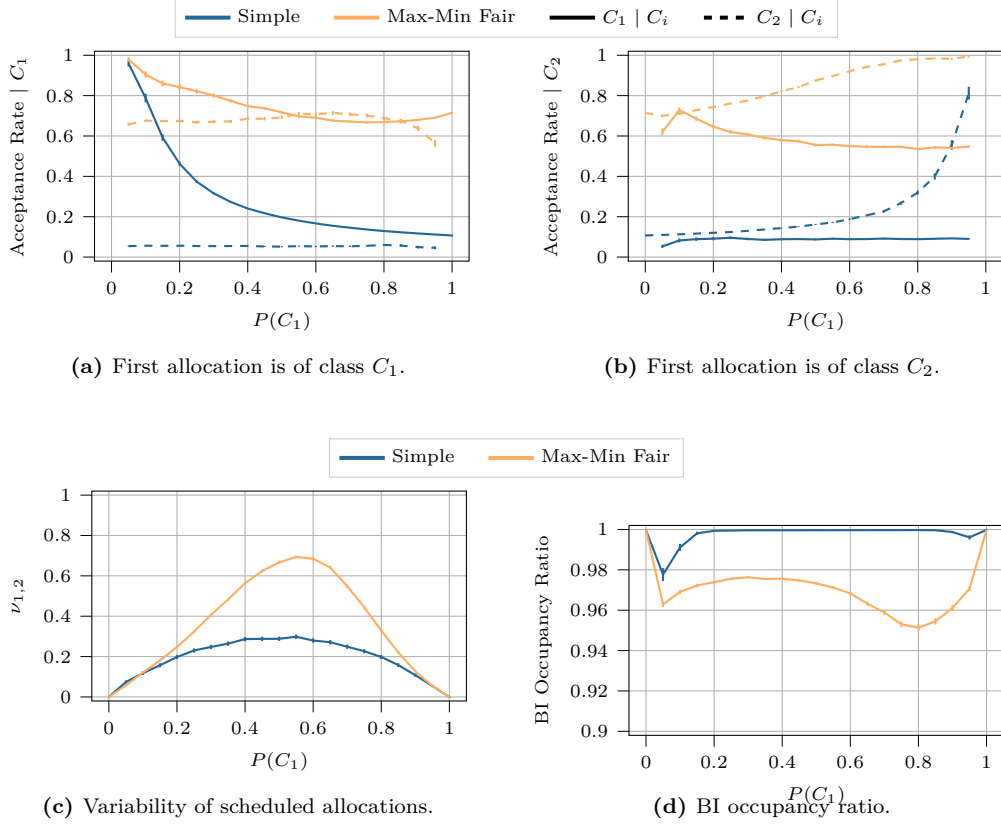 Simple Max-Min Fair C₁ | Cᵢ C₂ | Cᵢ
Acceptance Rate | C₁
1
0.8
0.6
0.4
0.2
0
0 0.2 0.4 0.6 0.8 1
P(C₁)
(a) First allocation is of class C₁.
Acceptance Rate | C₂
1
0.8
0.6
0.4
0.2
0
0 0.2 0.4 0.6 0.8 1
P(C₁)
(b) First allocation is of class C₂.
Simple Max-Min Fair
ν₁,₂
1
0.8
0.6
0.4
0.2
0
0 0.2 0.4 0.6 0.8 1
P(C₁)
(c) Variability of scheduled allocations.
BI Occupancy Ratio
1
0.98
0.96
0.94
0.92
0.9
0 0.2 0.4 0.6 0.8 1
P(C₁)
(d) BI occupancy ratio.